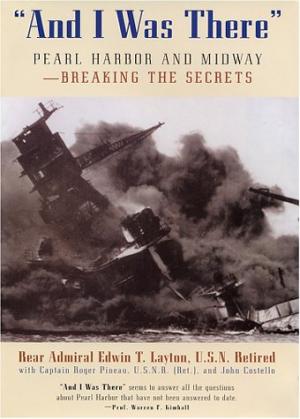 "And I Was There"
PEARL HARBOR AND MIDWAY
—BREAKING THE SECRETS
Rear Admiral Edwin T. Layton, U.S.N. Retired
with Captain Roger Pineau, U.S.N.R. (Ret.), and John Costello
"And I Was There" seems to answer all the questions
about Pearl Harbor that have not been answered to date.
—Prof. Warren F. Kimball